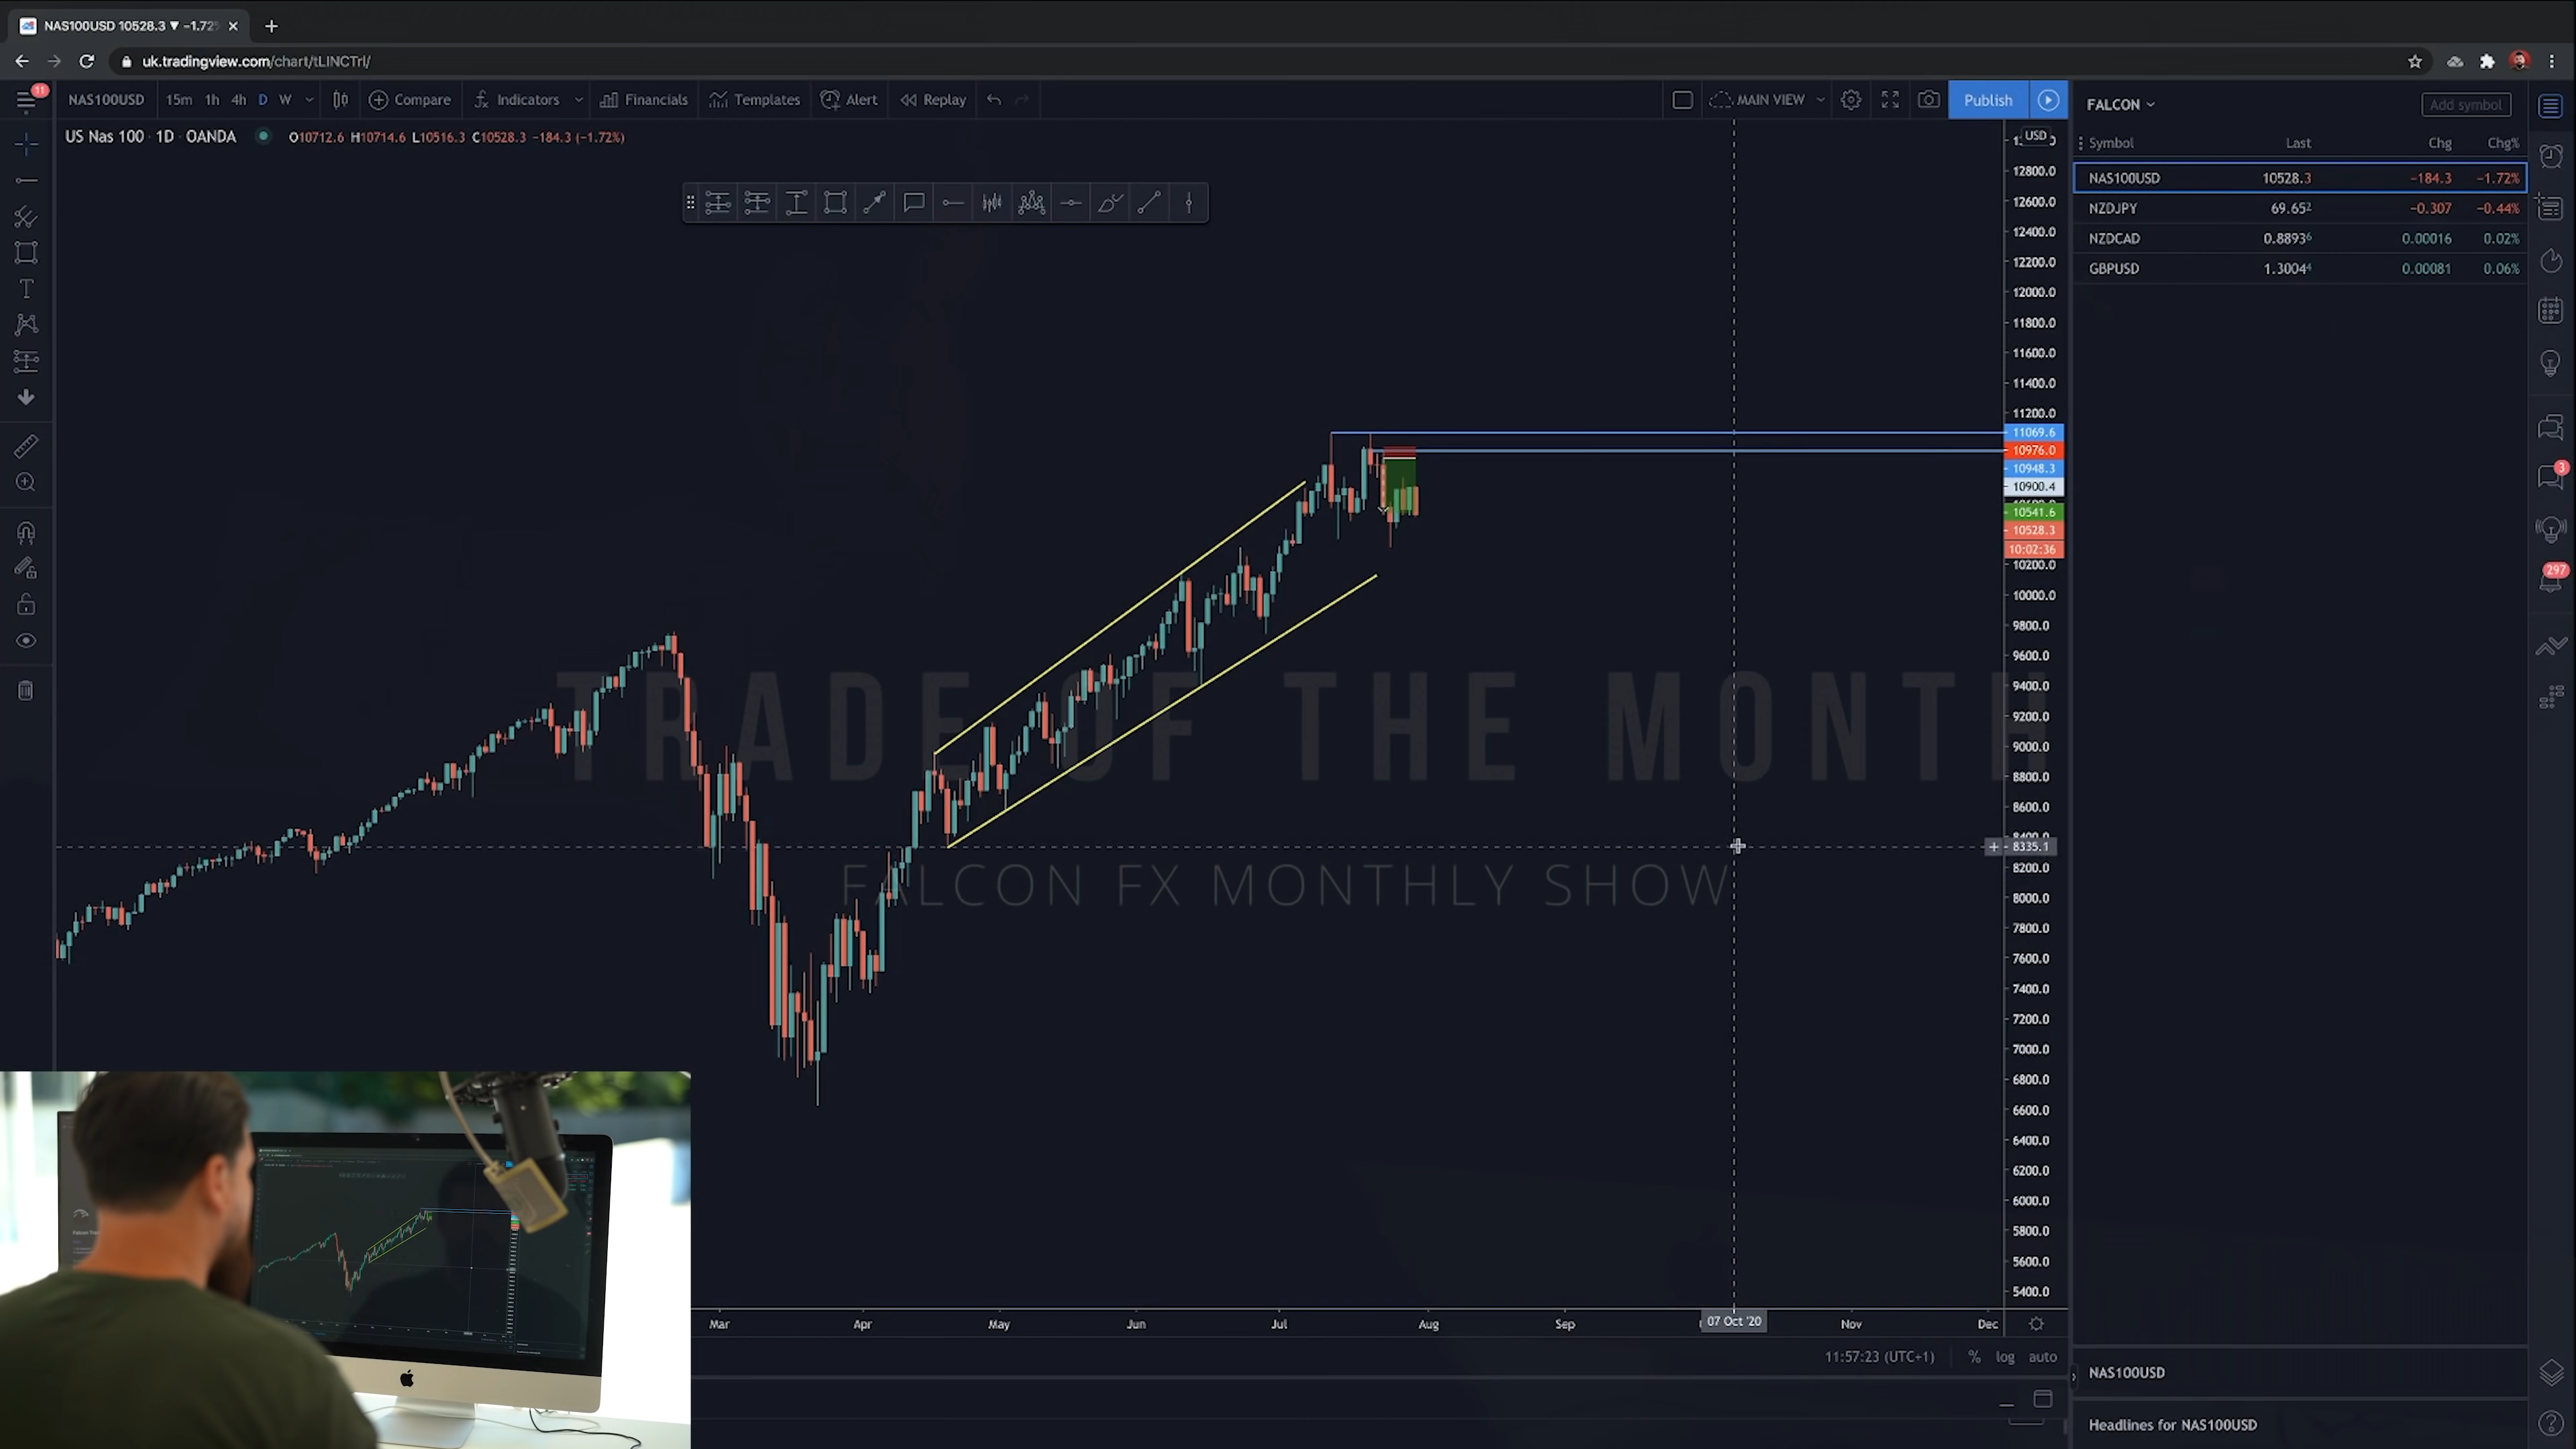 NAS100USD 10528.3 ▼ −1.72%
uk.tradingview.com/chart/tLINCTrl/
11
NAS100USD 15m 1h 4h D W Compare Indicators Financials Templates Alert Replay MAIN VIEW Publish
US Nas 100 · 1D · OANDA O10712.6 H10714.6 L10516.3 C10528.3 −184.3 (−1.72%)
USD
12800.0
12600.0
12400.0
12200.0
12000.0
11800.0
11600.0
11400.0
11200.0
11069.6
10976.0
10948.3
10900.4
10541.6
10528.3
10:02:36
10200.0
10000.0
9800.0
9600.0
9400.0
9200.0
9000.0
8800.0
8600.0
8400.0
8335.1
8200.0
8000.0
7800.0
7600.0
7400.0
7200.0
7000.0
6800.0
6600.0
6400.0
6200.0
6000.0
5800.0
5600.0
5400.0
TRADE OF THE MONTH
FALCON FX MONTHLY SHOW
Mar Apr May Jun Jul Aug Sep 07 Oct '20 Nov Dec
11:57:23 (UTC+1) % log auto
FALCON Add symbol
Symbol Last Chg Chg%
NAS100USD 10528.3 −184.3 −1.72%
NZDJPY 69.65² −0.307 −0.44%
NZDCAD 0.8893⁶ 0.00016 0.02%
GBPUSD 1.3004⁴ 0.00081 0.06%
3
297
NAS100USD
Headlines for NAS100USD